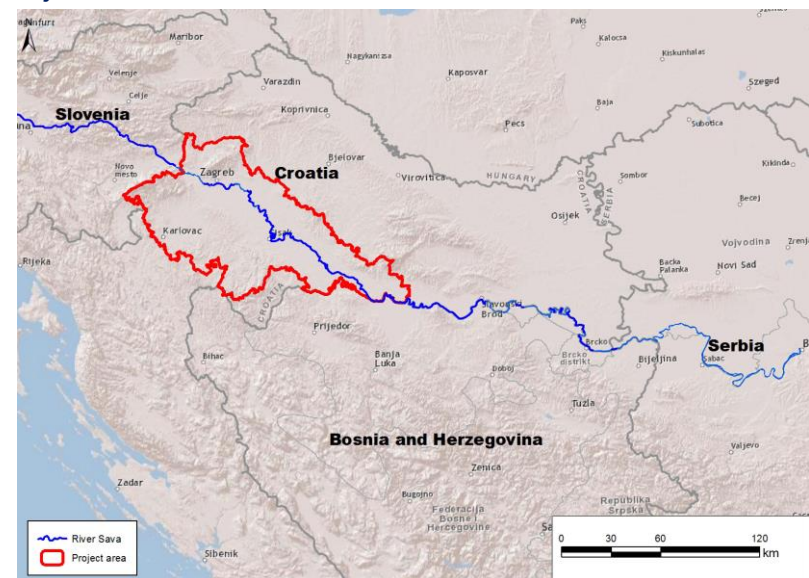 N
Maribor
Nagykanizsa
Paks
Kalocsa
Kiskunhalas
Velenje
Celje
Varazdin
Kaposvar
Szeged
Slovenia
Koprivnica
Pecs
Baja
Subotica
Novo
mesto
Zagreb
Croatia
Bjelovar
Virovitica
HUNGARY
CROATIA
SERBIA
Sombor
Kikinda
Becej
Karlovac
Osijek
Vojvodina
Rijeka
Backa
Palanka
Novi Sad
CROATIA
Prijedor
Brod
Bihac
Banja
Luka
Doboj
Brcko
Brcko
distrikt
Bijeljina
Serbia
Sabac
Tuzla
Bosnia and Herzegovina
Valjevo
Zenica
Zadar
Bugojno
Federacija
Bosne i
Hercegovine
Republika
Srpska
Sibenik
River Sava
Project area
0 30 60 120
km